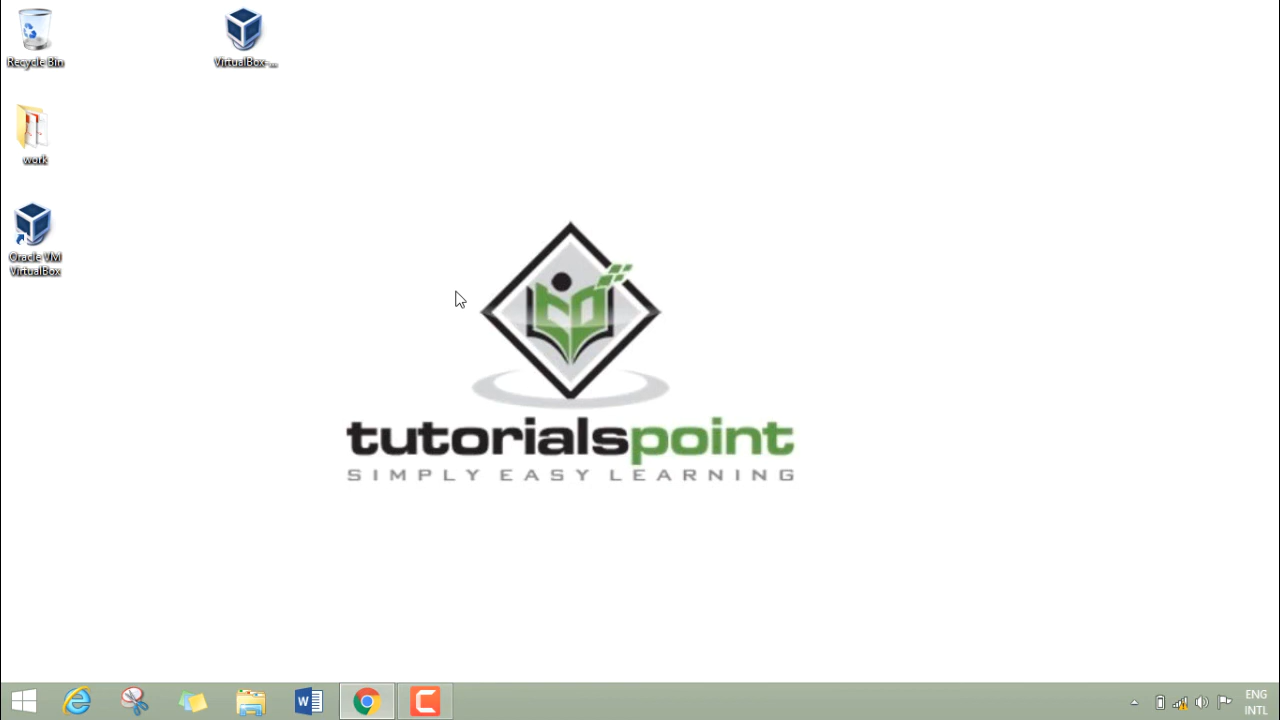 Recycle Bin
VirtualBox-...
work
Oracle VM
VirtualBox
tutorialspoint
SIMPLY EASY LEARNING
W
ENG
INTL